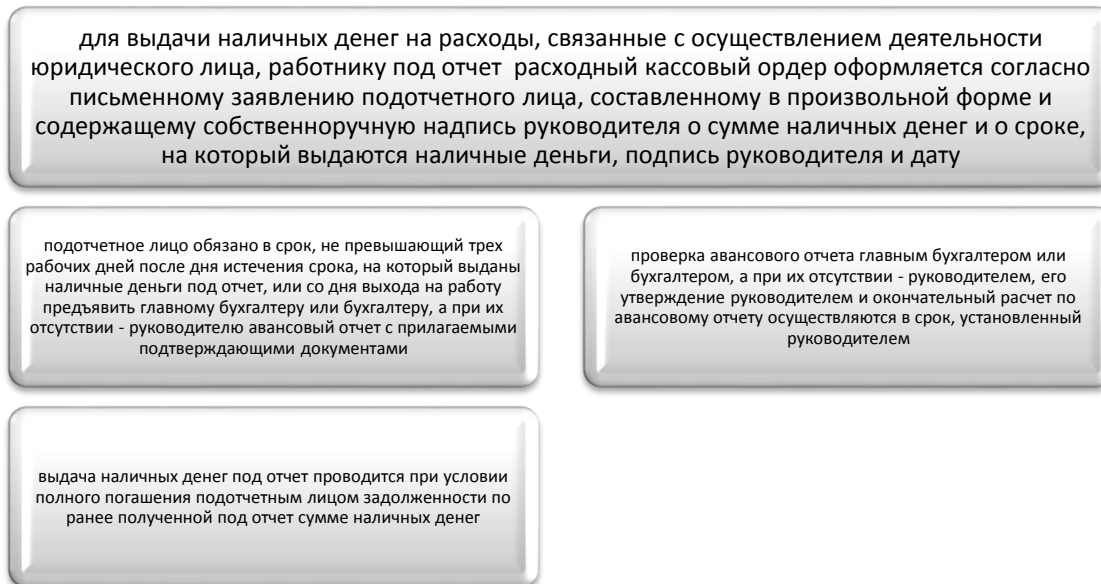 для выдачи наличных денег на расходы, связанные с осуществлением деятельности
юридического лица, работнику под отчет  расходный кассовый ордер оформляется согласно
письменному заявлению подотчетного лица, составленному в произвольной форме и
содержащему собственноручную надпись руководителя о сумме наличных денег и о сроке,
на который выдаются наличные деньги, подпись руководителя и дату
подотчетное лицо обязано в срок, не превышающий трех
рабочих дней после дня истечения срока, на который выданы
наличные деньги под отчет, или со дня выхода на работу
предъявить главному бухгалтеру или бухгалтеру, а при их
отсутствии - руководителю авансовый отчет с прилагаемыми
подтверждающими документами
проверка авансового отчета главным бухгалтером или
бухгалтером, а при их отсутствии - руководителем, его
утверждение руководителем и окончательный расчет по
авансовому отчету осуществляются в срок, установленный
руководителем
выдача наличных денег под отчет проводится при условии
полного погашения подотчетным лицом задолженности по
ранее полученной под отчет сумме наличных денег